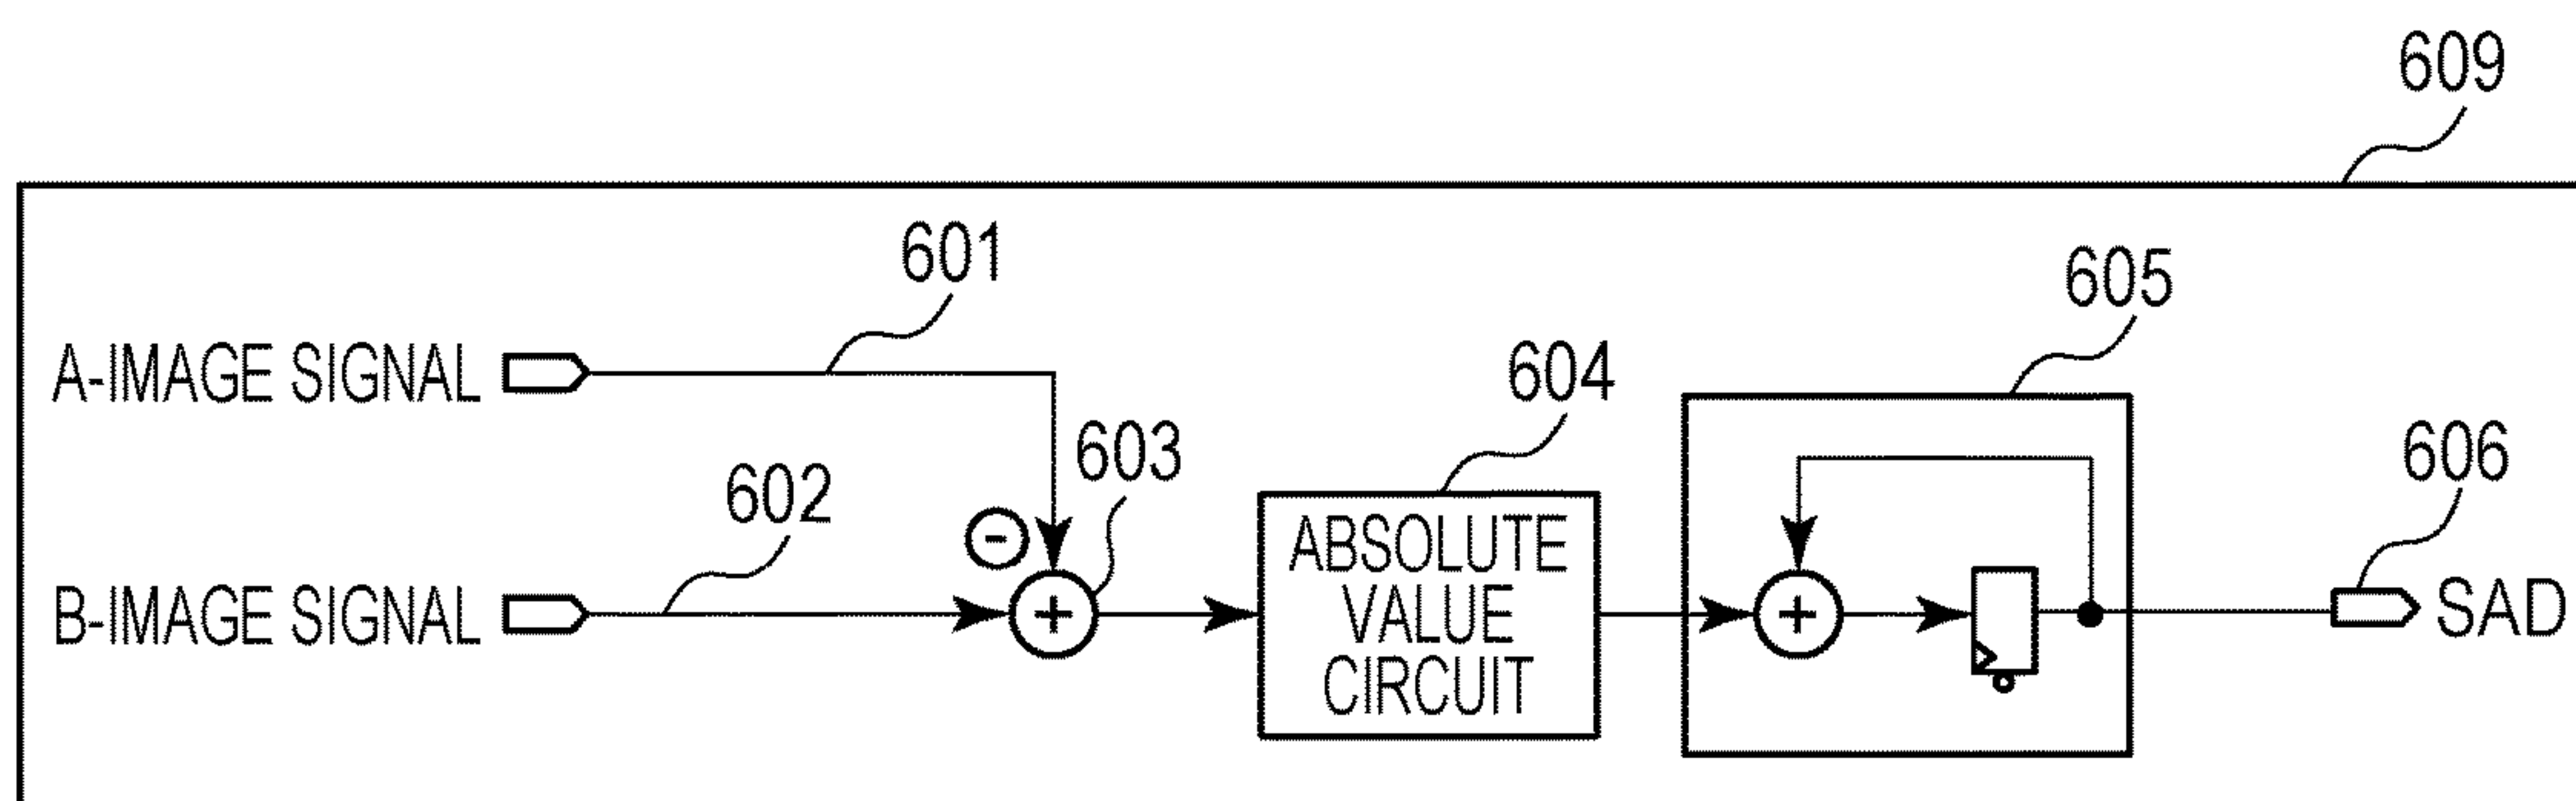 609
601
605
A-IMAGE SIGNAL
604
603
606
602
-
ABSOLUTE
VALUE
CIRCUIT
B-IMAGE SIGNAL
+
+
SAD